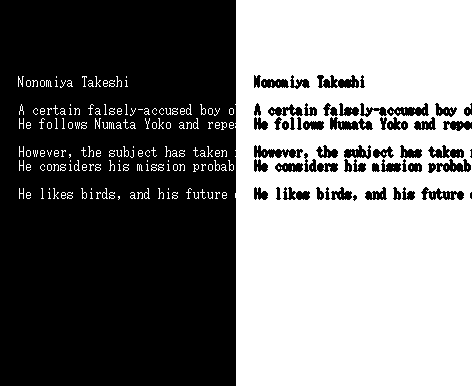 Nonomiya Takeshi
A certain falsely-accused boy o
He follows Numata Yoko and repea
However, the subject has taken
He considers his mission probab
He likes birds, and his future
Nonomiya Takeshi
A certain falsely-accused boy o
He follows Numata Yoko and repe
However, the subject has taken
He considers his mission probab
He likes birds, and his future